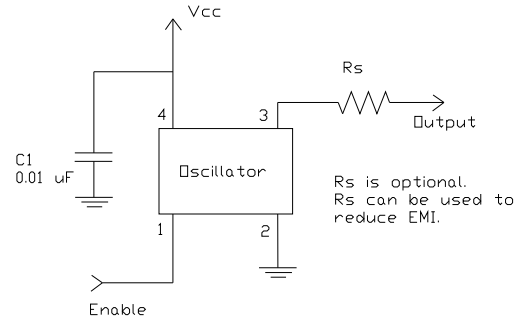 Vcc
Rs
4
3
Output
C1
0.01 uF
Oscillator
Rs is optional.
Rs can be used to
reduce EMI.
1
2
Enable